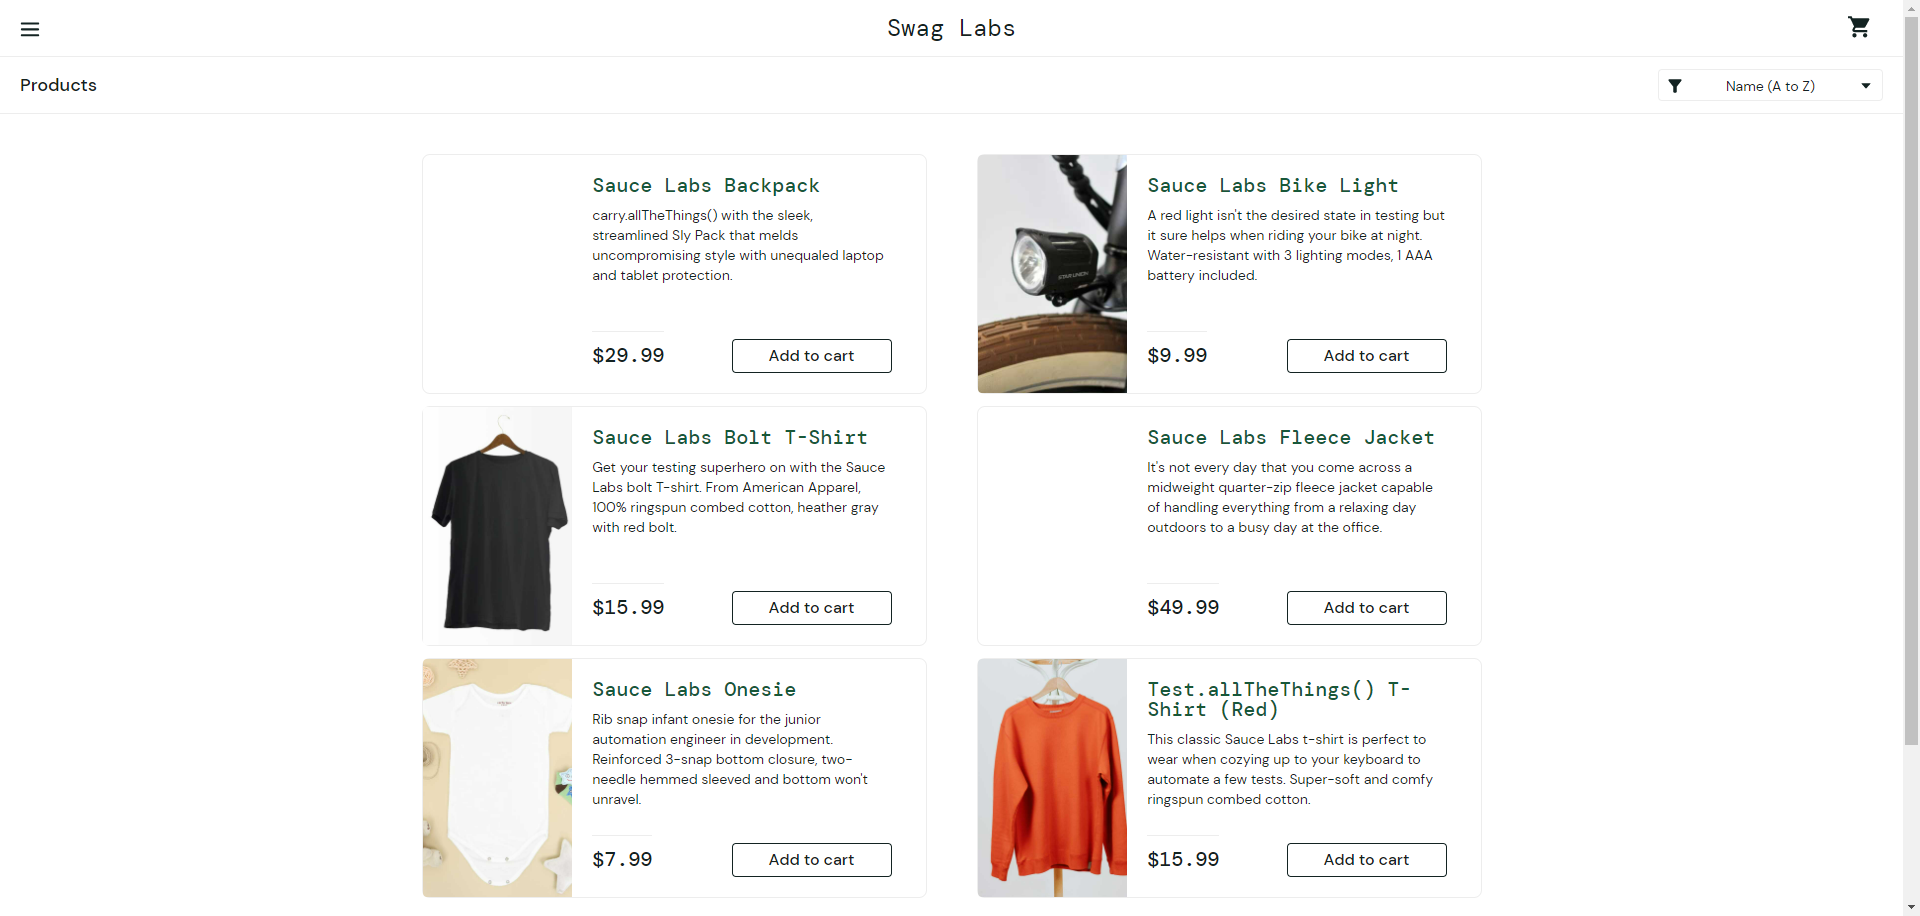 Swag Labs
Products
Name (A to Z)
Sauce Labs Backpack
carry.allTheThings() with the sleek,
streamlined Sly Pack that melds
uncompromising style with unequaled laptop
and tablet protection.
$29.99
Add to cart
Sauce Labs Bike Light
A red light isn't the desired state in testing but
it sure helps when riding your bike at night.
Water-resistant with 3 lighting modes, 1 AAA
battery included.
$9.99
Add to cart
STAR UNION
Sauce Labs Bolt T-Shirt
Get your testing superhero on with the Sauce
Labs bolt T-shirt. From American Apparel,
100% ringspun combed cotton, heather gray
with red bolt.
$15.99
Add to cart
Sauce Labs Fleece Jacket
It's not every day that you come across a
midweight quarter-zip fleece jacket capable
of handling everything from a relaxing day
outdoors to a busy day at the office.
$49.99
Add to cart
Sauce Labs Onesie
Rib snap infant onesie for the junior
automation engineer in development.
Reinforced 3-snap bottom closure, two-
needle hemmed sleeved and bottom won't
unravel.
$7.99
Add to cart
Test.allTheThings() T-
Shirt (Red)
This classic Sauce Labs t-shirt is perfect to
wear when cozying up to your keyboard to
automate a few tests. Super-soft and comfy
ringspun combed cotton.
$15.99
Add to cart